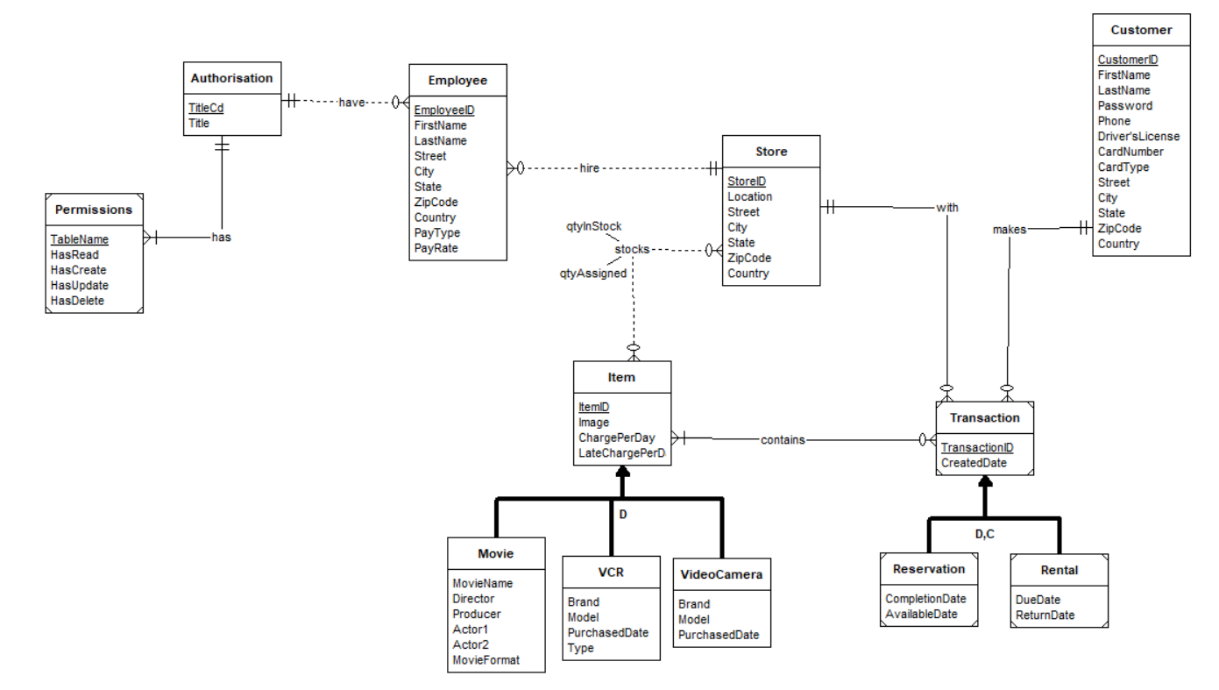 Authorisation
TitleCd
Title
have
Employee
EmployeeID
FirstName
LastName
Street
City
State
ZipCode
Country
PayType
PayRate
Permissions
TableName
HasRead
HasCreate
HasUpdate
HasDelete
has
hire
Store
StoreID
Location
Street
City
State
ZipCode
Country
qtyInStock
stocks
qtyAssigned
with
makes
Customer
CustomerID
FirstName
LastName
Password
Phone
Driver'sLicense
CardNumber
CardType
Street
City
State
ZipCode
Country
Item
ItemID
Image
ChargePerDay
LateChargePerD
contains
Transaction
TransactionID
CreatedDate
D
D,C
Movie
MovieName
Director
Producer
Actor1
Actor2
MovieFormat
VCR
Brand
Model
PurchasedDate
Type
VideoCamera
Brand
Model
PurchasedDate
Reservation
CompletionDate
AvailableDate
Rental
DueDate
ReturnDate